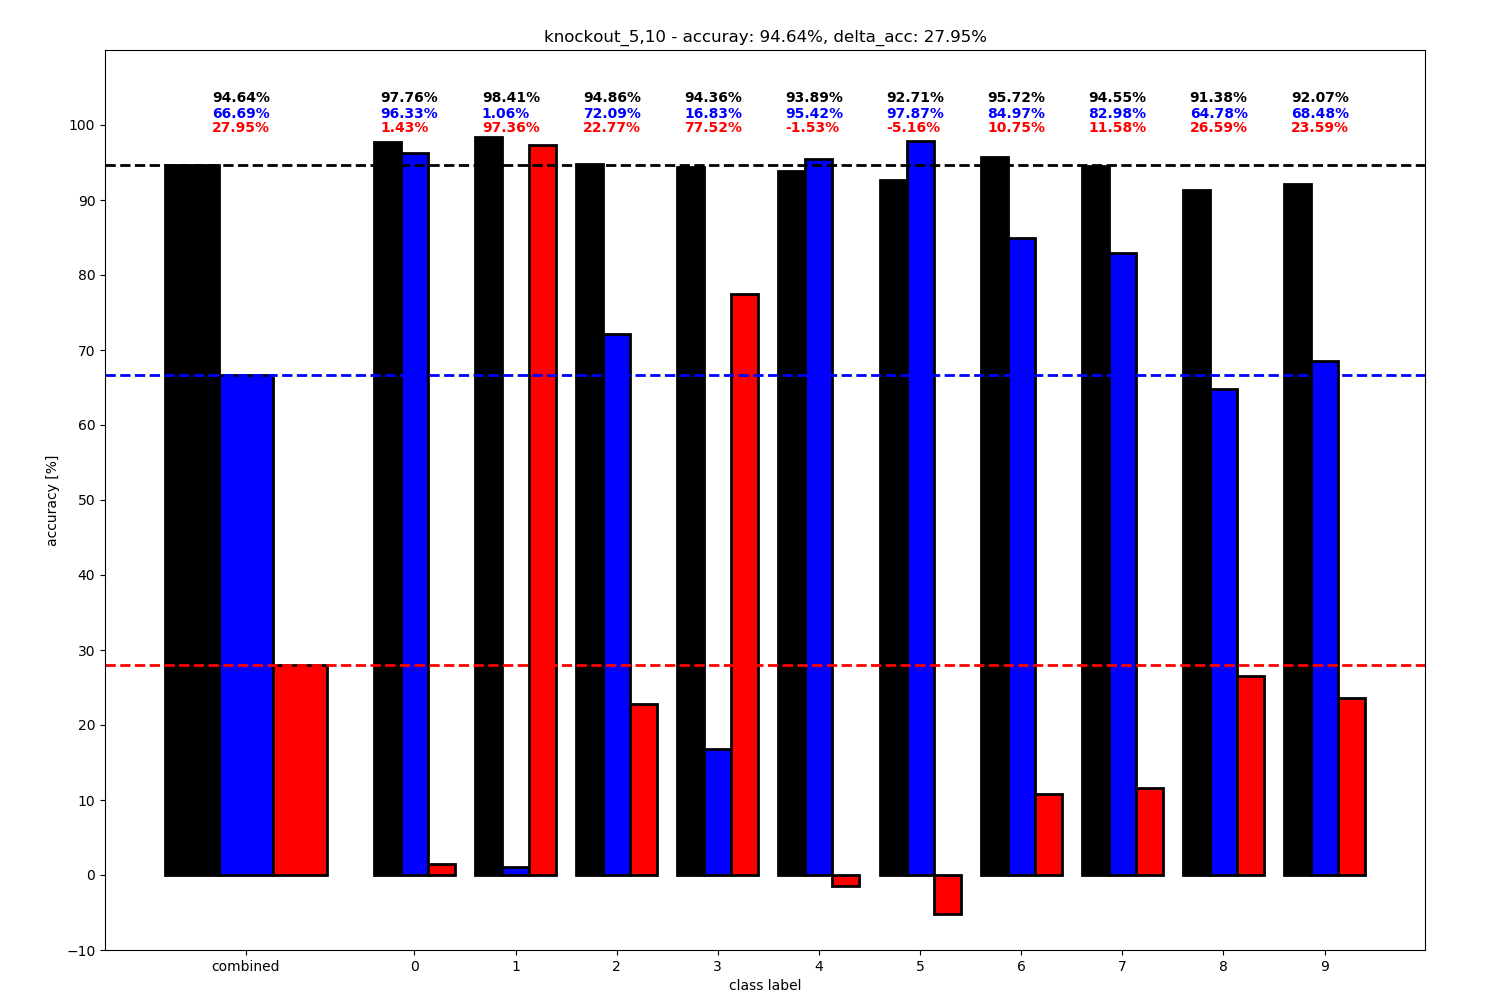 knockout_5,10 - accuray: 94.64%, delta_acc: 27.95%
94.64% 97.76% 98.41% 94.86% 94.36% 93.89% 92.71% 95.72% 94.55% 91.38% 92.07%
66.69% 96.33% 1.06% 72.09% 16.83% 95.42% 97.87% 84.97% 82.98% 64.78% 68.48%
27.95% 1.43% 97.36% 22.77% 77.52% -1.53% -5.16% 10.75% 11.58% 26.59% 23.59%
100
90
80
70
60
50
40
30
20
10
0
−10
accuracy [%]
combined 0 1 2 3 4 5 6 7 8 9
class label